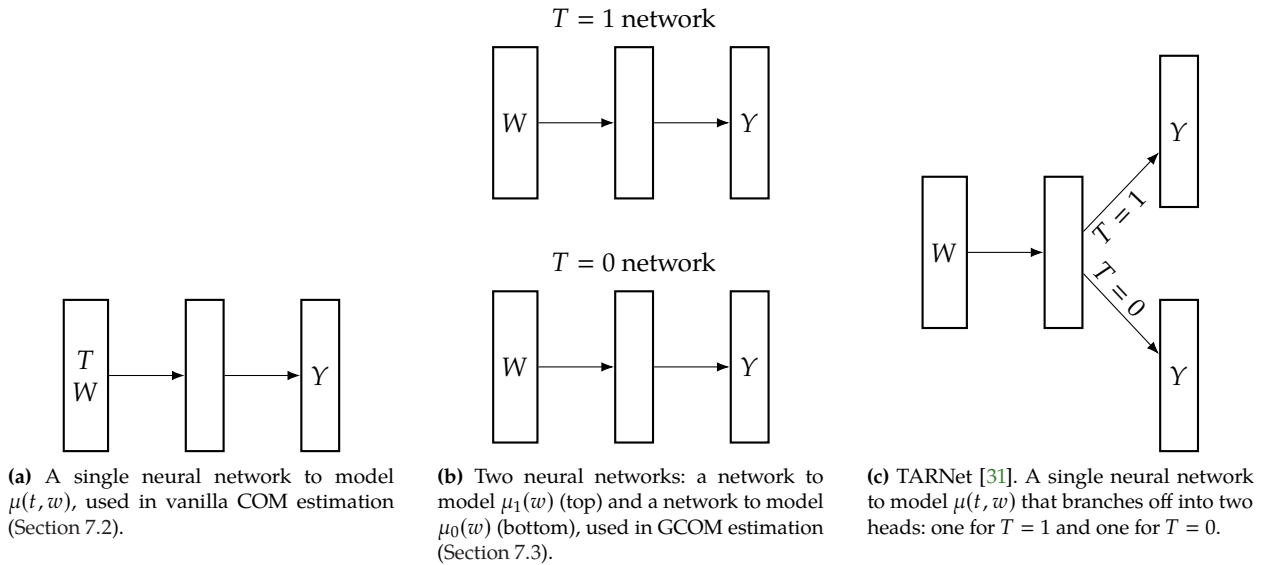 T
W
Y
(a) A single neural network to model
μ(t, w), used in vanilla COM estimation
(Section 7.2).
T = 1 network
W
Y
T = 0 network
W
Y
(b) Two neural networks: a network to
model μ₁(w) (top) and a network to model
μ₀(w) (bottom), used in GCOM estimation
(Section 7.3).
W
T = 1
Y
T = 0
Y
(c) TARNet [31]. A single neural network
to model μ(t, w) that branches off into two
heads: one for T = 1 and one for T = 0.